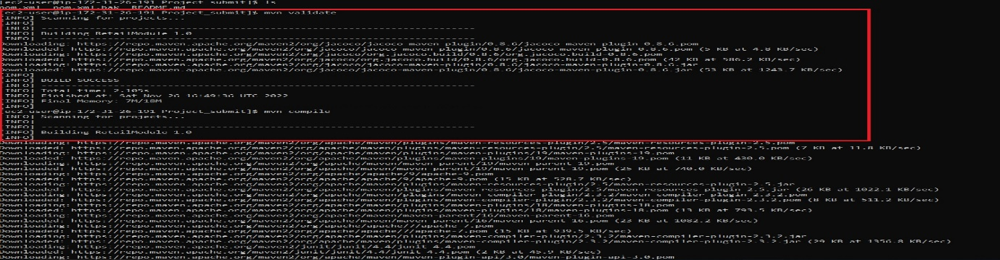 [ec2-user@ip-172-31-26-191 Project_submit]$ ls
pom.xml pom.xml.bak README.md
[ec2-user@ip-172-31-26-191 Project_submit]$ mvn validate
[INFO] Scanning for projects...
[INFO]
[INFO] ------------------------------------------------------------------------
[INFO] Building RetailModule 1.0
[INFO] ------------------------------------------------------------------------
Downloading: https://repo.maven.apache.org/maven2/org/jacoco/jacoco-maven-plugin/0.8.6/jacoco-maven-plugin-0.8.6.pom
Downloaded: https://repo.maven.apache.org/maven2/org/jacoco/jacoco-maven-plugin/0.8.6/jacoco-maven-plugin-0.8.6.pom (5 KB at 4.8 KB/sec)
Downloading: https://repo.maven.apache.org/maven2/org/jacoco/org.jacoco.build/0.8.6/org.jacoco.build-0.8.6.pom
Downloaded: https://repo.maven.apache.org/maven2/org/jacoco/org.jacoco.build/0.8.6/org.jacoco.build-0.8.6.pom (42 KB at 586.2 KB/sec)
Downloading: https://repo.maven.apache.org/maven2/org/jacoco/jacoco-maven-plugin/0.8.6/jacoco-maven-plugin-0.8.6.jar
Downloaded: https://repo.maven.apache.org/maven2/org/jacoco/jacoco-maven-plugin/0.8.6/jacoco-maven-plugin-0.8.6.jar (53 KB at 1243.7 KB/sec)
[INFO] ------------------------------------------------------------------------
[INFO] BUILD SUCCESS
[INFO] ------------------------------------------------------------------------
[INFO] Total time: 2.105s
[INFO] Finished at: Sat Nov 26 16:49:36 UTC 2022
[INFO] Final Memory: 7M/18M
[INFO] ------------------------------------------------------------------------
[ec2-user@ip-172-31-26-191 Project_submit]$ mvn compile
[INFO] Scanning for projects...
[INFO]
[INFO] ------------------------------------------------------------------------
[INFO] Building RetailModule 1.0
[INFO] ------------------------------------------------------------------------
Downloading: https://repo.maven.apache.org/maven2/org/apache/maven/plugins/maven-resources-plugin/2.5/maven-resources-plugin-2.5.pom
Downloaded: https://repo.maven.apache.org/maven2/org/apache/maven/plugins/maven-resources-plugin/2.5/maven-resources-plugin-2.5.pom (7 KB at 11.8 KB/sec)
Downloading: https://repo.maven.apache.org/maven2/org/apache/maven/plugins/maven-plugins/19/maven-plugins-19.pom
Downloaded: https://repo.maven.apache.org/maven2/org/apache/maven/plugins/maven-plugins/19/maven-plugins-19.pom (11 KB at 430.0 KB/sec)
Downloading: https://repo.maven.apache.org/maven2/org/apache/maven/maven-parent/19/maven-parent-19.pom
Downloaded: https://repo.maven.apache.org/maven2/org/apache/maven/maven-parent/19/maven-parent-19.pom (25 KB at 740.0 KB/sec)
Downloading: https://repo.maven.apache.org/maven2/org/apache/apache/9/apache-9.pom
Downloaded: https://repo.maven.apache.org/maven2/org/apache/apache/9/apache-9.pom (15 KB at 528.7 KB/sec)
Downloading: https://repo.maven.apache.org/maven2/org/apache/maven/plugins/maven-resources-plugin/2.5/maven-resources-plugin-2.5.jar
Downloaded: https://repo.maven.apache.org/maven2/org/apache/maven/plugins/maven-resources-plugin/2.5/maven-resources-plugin-2.5.jar (26 KB at 1022.1 KB/sec)
Downloading: https://repo.maven.apache.org/maven2/org/apache/maven/plugins/maven-compiler-plugin/2.3.2/maven-compiler-plugin-2.3.2.pom
Downloaded: https://repo.maven.apache.org/maven2/org/apache/maven/plugins/maven-compiler-plugin/2.3.2/maven-compiler-plugin-2.3.2.pom (8 KB at 511.2 KB/sec)
Downloading: https://repo.maven.apache.org/maven2/org/apache/maven/plugins/maven-plugins/18/maven-plugins-18.pom
Downloaded: https://repo.maven.apache.org/maven2/org/apache/maven/plugins/maven-plugins/18/maven-plugins-18.pom (13 KB at 793.5 KB/sec)
Downloading: https://repo.maven.apache.org/maven2/org/apache/maven/maven-parent/16/maven-parent-16.pom
Downloaded: https://repo.maven.apache.org/maven2/org/apache/maven/maven-parent/16/maven-parent-16.pom (23 KB at 1082.2 KB/sec)
Downloading: https://repo.maven.apache.org/maven2/org/apache/apache/7/apache-7.pom
Downloaded: https://repo.maven.apache.org/maven2/org/apache/apache/7/apache-7.pom (15 KB at 939.5 KB/sec)
Downloading: https://repo.maven.apache.org/maven2/org/apache/maven/plugins/maven-compiler-plugin/2.3.2/maven-compiler-plugin-2.3.2.jar
Downloaded: https://repo.maven.apache.org/maven2/org/apache/maven/plugins/maven-compiler-plugin/2.3.2/maven-compiler-plugin-2.3.2.jar (29 KB at 1356.8 KB/sec)
Downloading: https://repo.maven.apache.org/maven2/junit/junit/4.4/junit-4.4.pom
Downloaded: https://repo.maven.apache.org/maven2/junit/junit/4.4/junit-4.4.pom (2 KB at 45.9 KB/sec)
Downloading: https://repo.maven.apache.org/maven2/org/apache/maven/maven-plugin-api/3.0/maven-plugin-api-3.0.pom